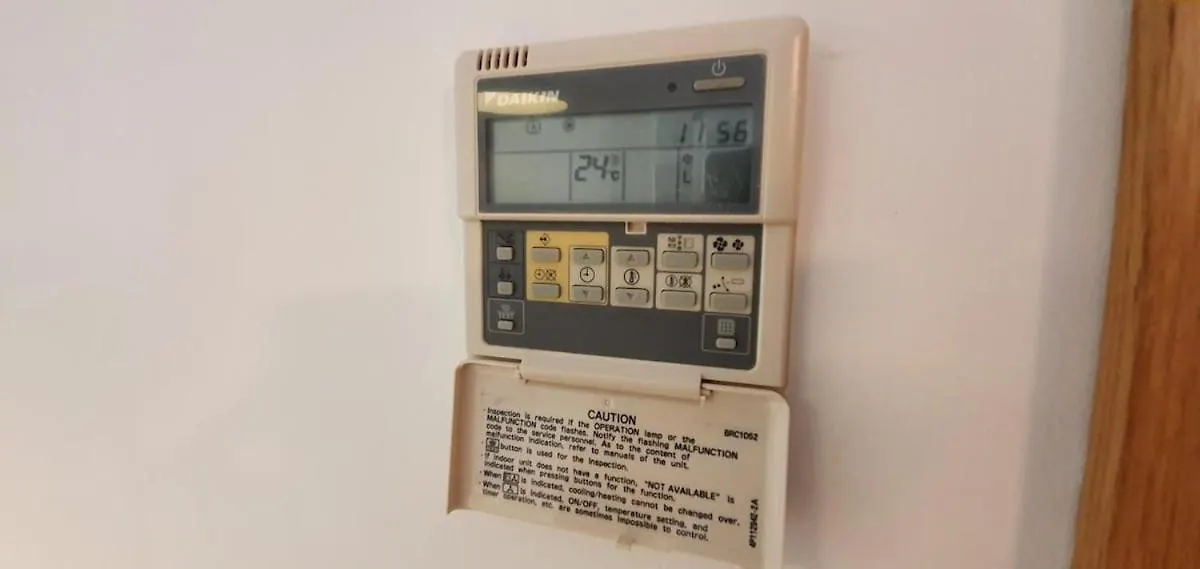 DAIKIN
17 56
24°C
L
TEST
CAUTION
BRC1D52
· Inspection is required if the OPERATION lamp or the
MALFUNCTION code flashes. Notify the flashing MALFUNCTION
code to the service personnel. As to the content of
malfunction indication, refer to manuals of the unit.
· button is used for the inspection.
· If indoor unit does not have a function, "NOT AVAILABLE" is
indicated when pressing buttons for the function.
· When is indicated, cooling/heating cannot be changed over.
· When is indicated, ON/OFF, temperature setting, and
timer operation, etc. are sometimes impossible to control.
4P112942-2A